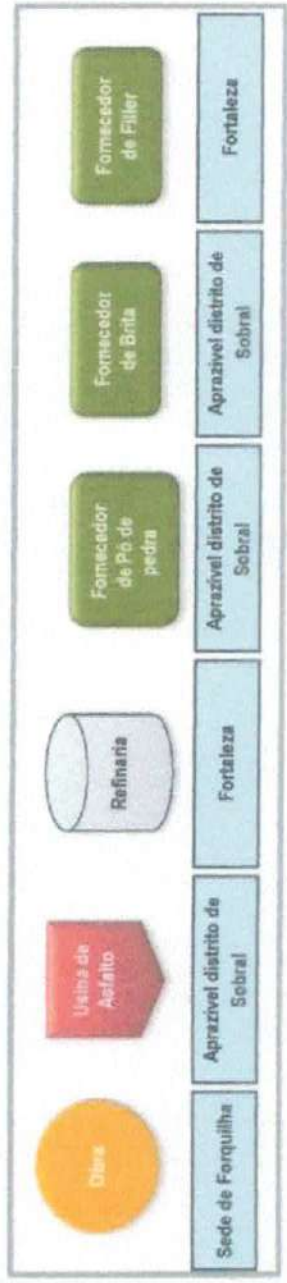 Obra
Usina de
Asfalto
Refinaria
Fornecedor
de Pó de
pedra
Fornecedor
de Brita
Fornecedor
de Filler
Sede de Forquilha
Aprazível distrito de
Sobral
Fortaleza
Aprazível distrito de
Sobral
Aprazível distrito de
Sobral
Fortaleza